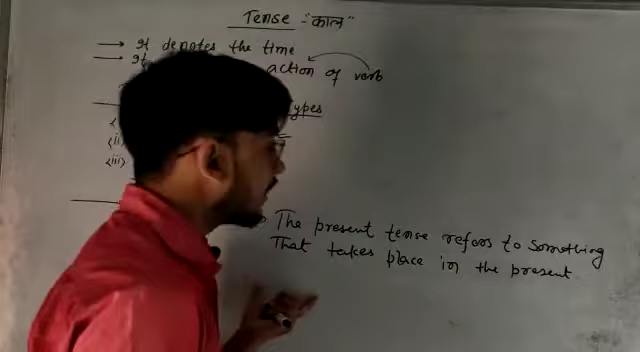 Tense - "काल"
→ It denotes the time
→ It action of verb
ypes
(ii)
(iii)
The present tense refers to something
That takes place in the present